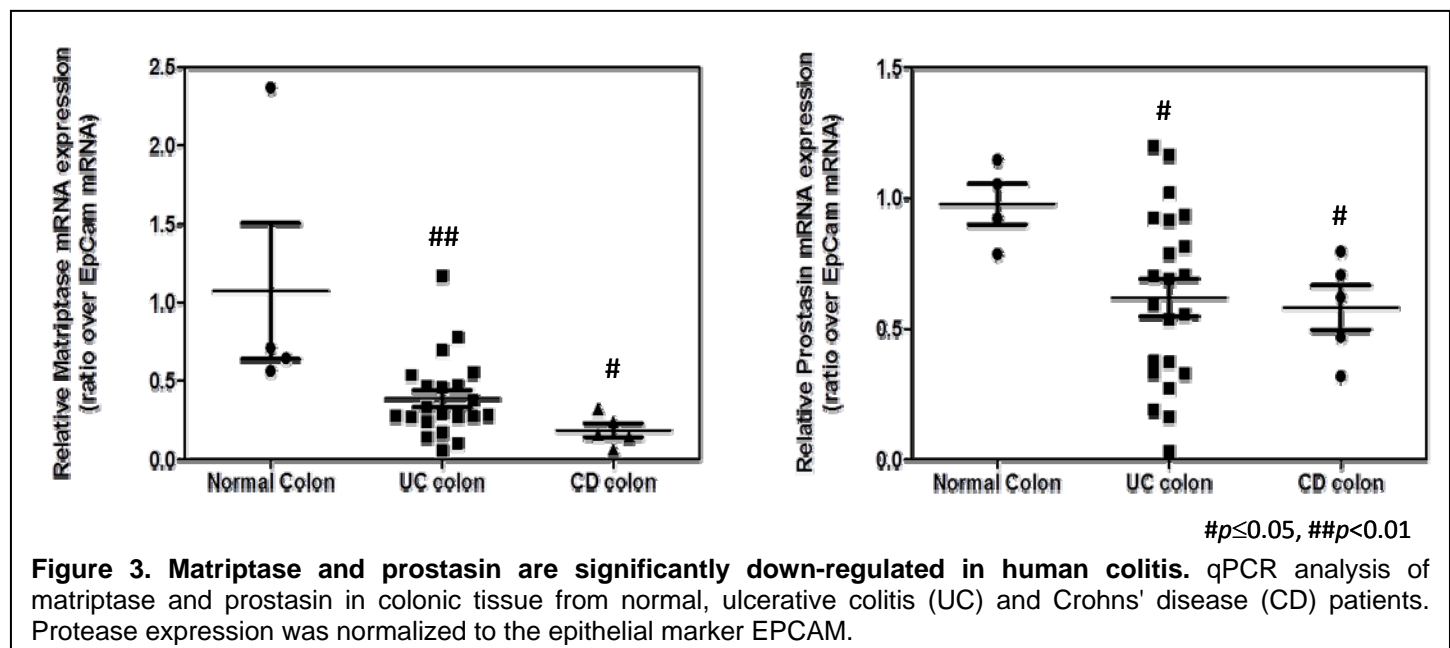 Relative Matriptase mRNA expression
(ratio over EpCam mRNA)
2.5
2.0
1.5
1.0
0.5
0.0
##
#
Normal Colon UC colon CD colon
Relative Prostasin mRNA expression
(ratio over EpCam mRNA)
1.5
1.0
0.5
0.0
#
#
Normal Colon UC colon CD colon
#p≤0.05, ##p<0.01
Figure 3. Matriptase and prostasin are significantly down-regulated in human colitis. qPCR analysis of
matriptase and prostasin in colonic tissue from normal, ulcerative colitis (UC) and Crohns' disease (CD) patients.
Protease expression was normalized to the epithelial marker EPCAM.